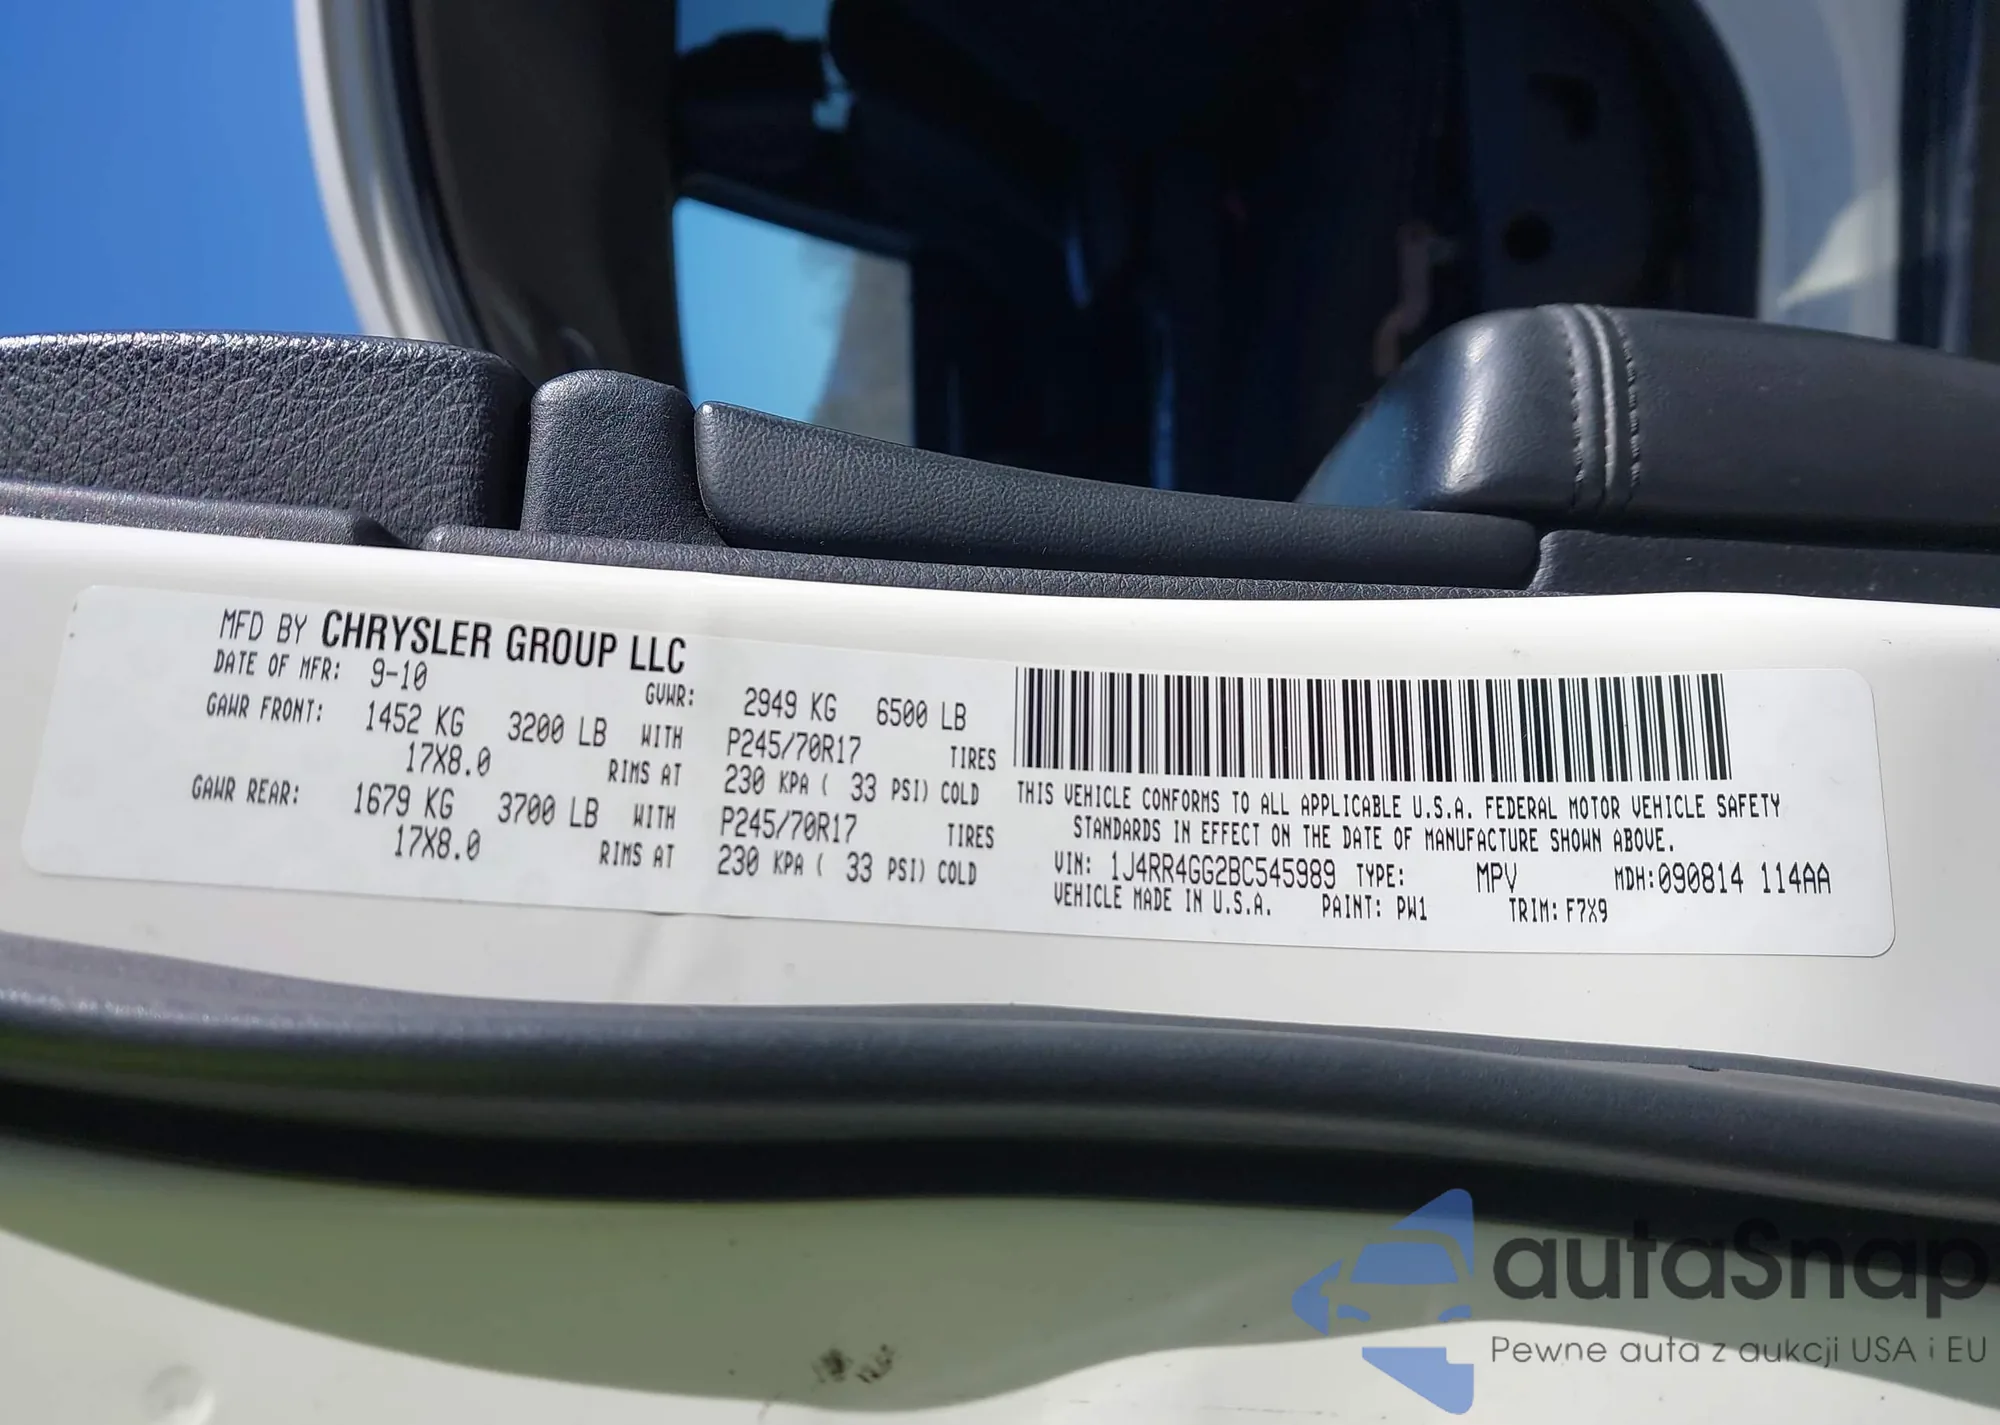 MFD BY CHRYSLER GROUP LLC
DATE OF MFR: 9-10 GVWR: 2949 KG 6500 LB
GAWR FRONT: 1452 KG 3200 LB WITH P245/70R17 TIRES
17X8.0 RIMS AT 230 KPA ( 33 PSI) COLD
GAWR REAR: 1679 KG 3700 LB WITH P245/70R17 TIRES
17X8.0 RIMS AT 230 KPA ( 33 PSI) COLD
THIS VEHICLE CONFORMS TO ALL APPLICABLE U.S.A. FEDERAL MOTOR VEHICLE SAFETY
STANDARDS IN EFFECT ON THE DATE OF MANUFACTURE SHOWN ABOVE.
VIN: 1J4RR4GG2BC545989 TYPE: MPV MDH:090814 114AA
VEHICLE MADE IN U.S.A. PAINT: PW1 TRIM: F7X9
autaSnap
Pewne auta z aukcji USA i EU